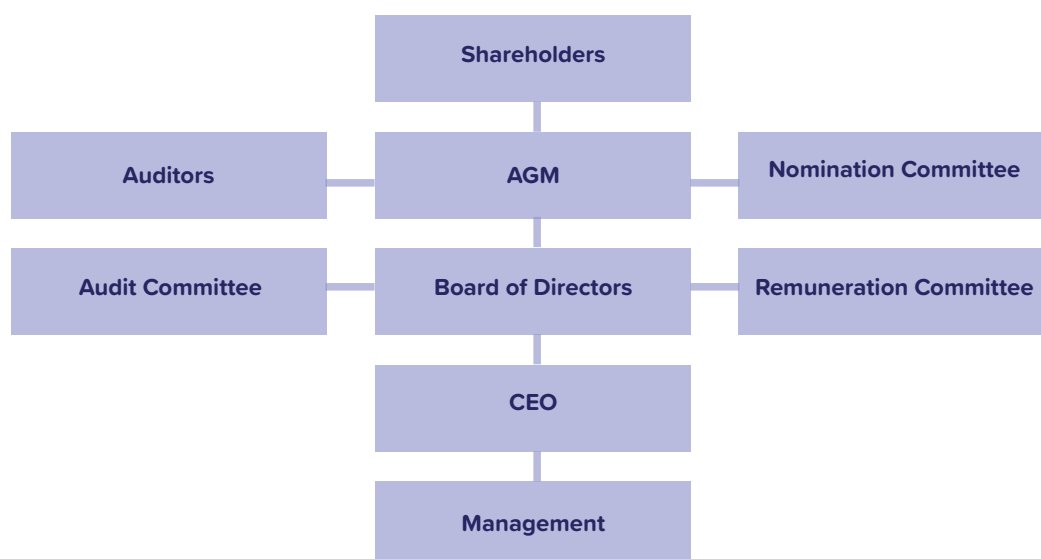 Shareholders
Auditors
AGM
Nomination Committee
Audit Committee
Board of Directors
Remuneration Committee
CEO
Management